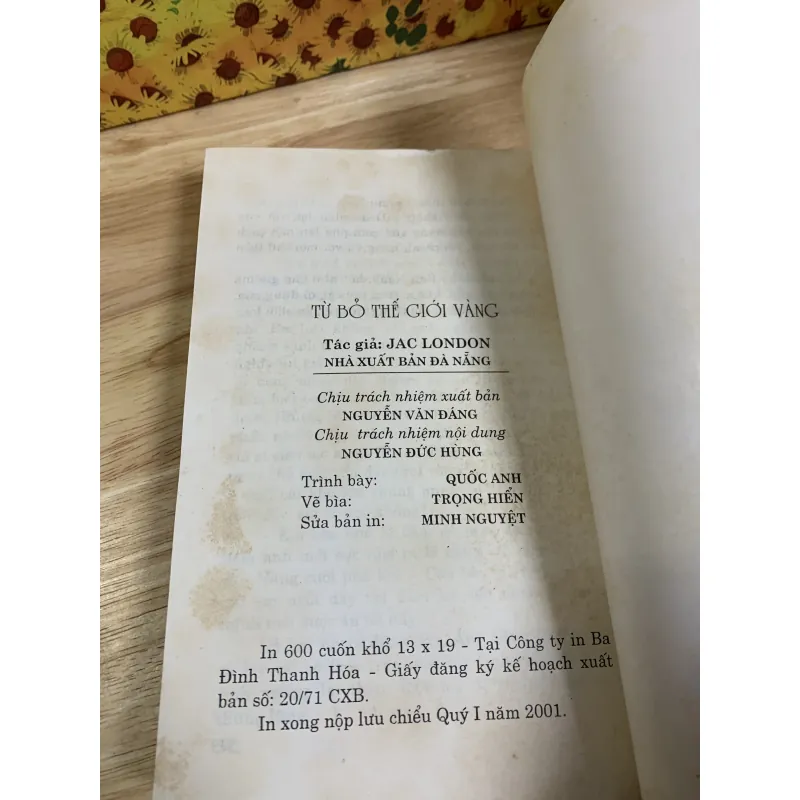 TỪ BỎ THẾ GIỚI VÀNG
Tác giả: JAC LONDON
NHÀ XUẤT BẢN ĐÀ NẴNG
Chịu trách nhiệm xuất bản
NGUYỄN VĂN ĐÁNG
Chịu trách nhiệm nội dung
NGUYỄN ĐỨC HÙNG
Trình bày: QUỐC ANH
Vẽ bìa: TRỌNG HIỂN
Sửa bản in: MINH NGUYỆT
In 600 cuốn khổ 13 x 19 - Tại Công ty in Ba
Đình Thanh Hóa - Giấy đăng ký kế hoạch xuất
bản số: 20/71 CXB.
In xong nộp lưu chiểu Quý I năm 2001.